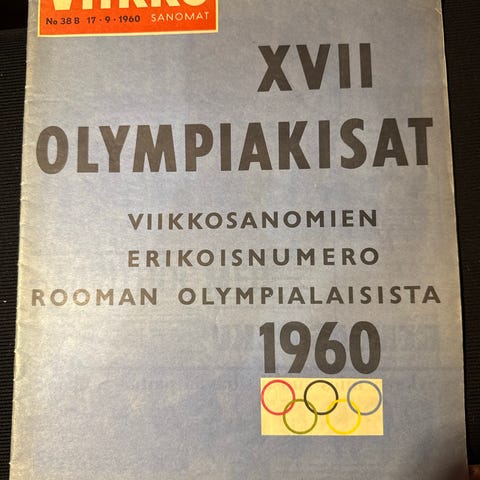 VIIKKO
No 38 B 17 · 9 · 1960 SANOMAT
XVII
OLYMPIAKISAT
VIIKKOSANOMIEN
ERIKOISNUMERO
ROOMAN OLYMPIALAISISTA
1960